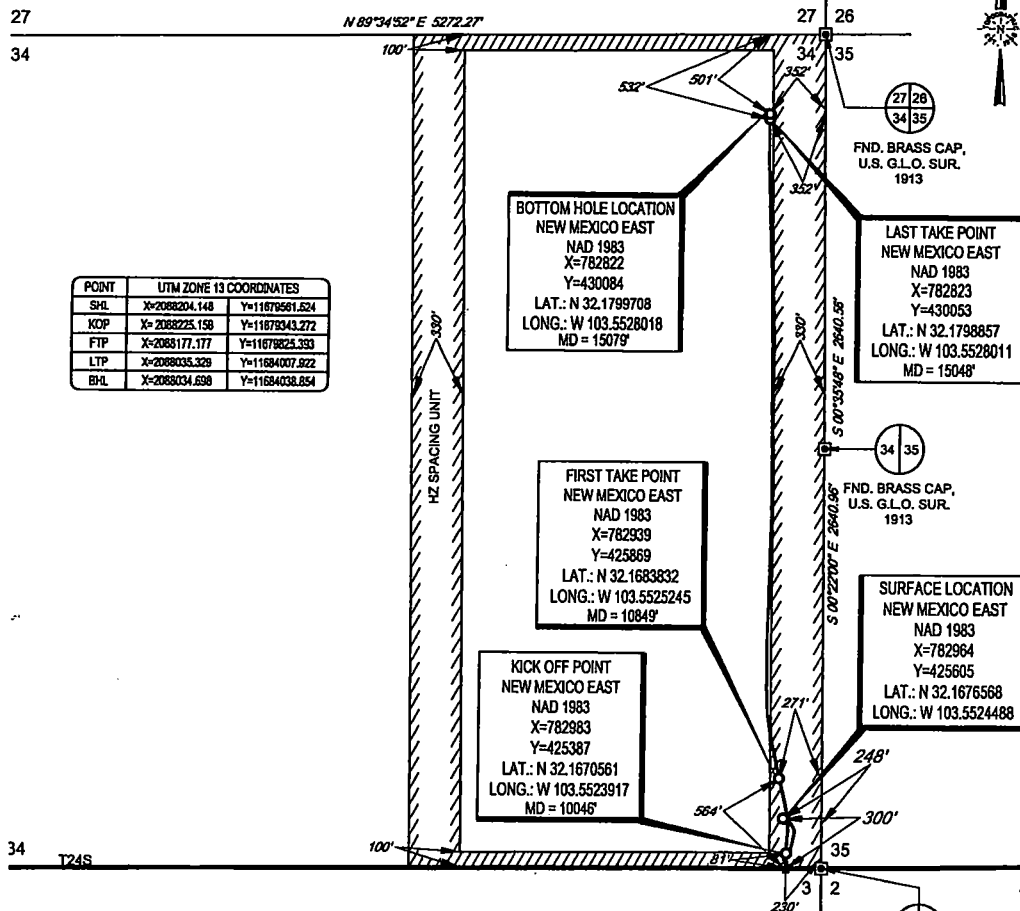 27
N 89°34'52" E 5272.27'
27 26
34
100'
34 35
N
532'
501'
352'
27 26
34 35
FND. BRASS CAP,
U.S. G.L.O. SUR.
1913
352'
BOTTOM HOLE LOCATION
NEW MEXICO EAST
NAD 1983
X=782822
Y=430084
LAT.: N 32.1799708
LONG.: W 103.5528018
MD = 15079'
LAST TAKE POINT
NEW MEXICO EAST
NAD 1983
X=782823
Y=430053
LAT.: N 32.1798857
LONG.: W 103.5528011
MD = 15048'
POINT UTM ZONE 13 COORDINATES
SHL X=2088204.148 Y=11679561.524
KOP X= 2088225.158 Y=11679343.272
FTP X=2088177.177 Y=11679825.393
LTP X=2088035.329 Y=11684007.922
BHL X=2088034.698 Y=11684038.854
330'
330'
HZ SPACING UNIT
S 00°35'48" E 2640.56'
34 35
FND. BRASS CAP,
U.S. G.L.O. SUR.
1913
FIRST TAKE POINT
NEW MEXICO EAST
NAD 1983
X=782939
Y=425869
LAT.: N 32.1683832
LONG.: W 103.5525245
MD = 10849'
S 00°22'00" E 2640.96'
SURFACE LOCATION
NEW MEXICO EAST
NAD 1983
X=782964
Y=425605
LAT.: N 32.1676568
LONG.: W 103.5524488
KICK OFF POINT
NEW MEXICO EAST
NAD 1983
X=782983
Y=425387
LAT.: N 32.1670561
LONG.: W 103.5523917
MD = 10046'
271'
248'
564'
300'
34
T24S
100'
81'
35
3 2
230'